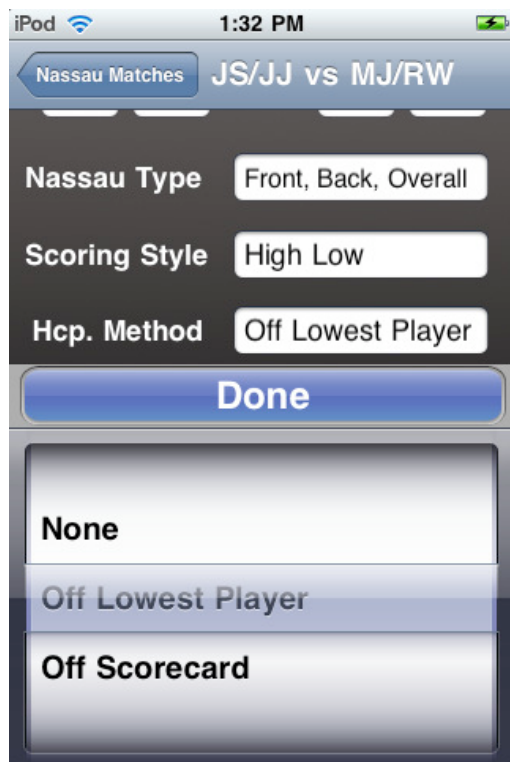 iPod 1:32 PM
Nassau Matches JS/JJ vs MJ/RW
Nassau Type Front, Back, Overall
Scoring Style High Low
Hcp. Method Off Lowest Player
Done
None
Off Lowest Player
Off Scorecard